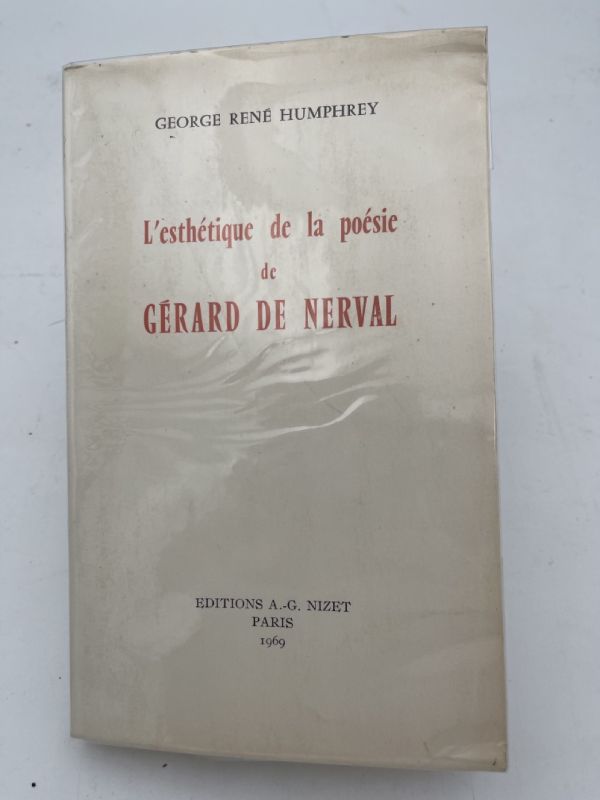 GEORGE RENÉ HUMPHREY
L'esthétique de la poésie
de
GÉRARD DE NERVAL
EDITIONS A.-G. NIZET
PARIS
1969